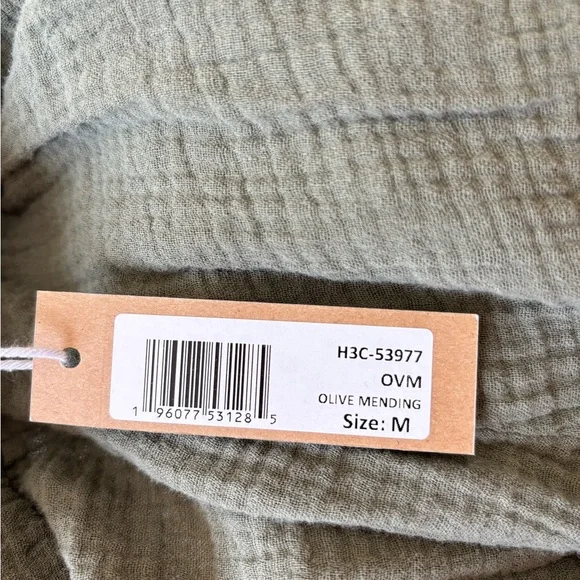 H3C-53977
OVM
OLIVE MENDING
Size: M
1 96077 53128 5